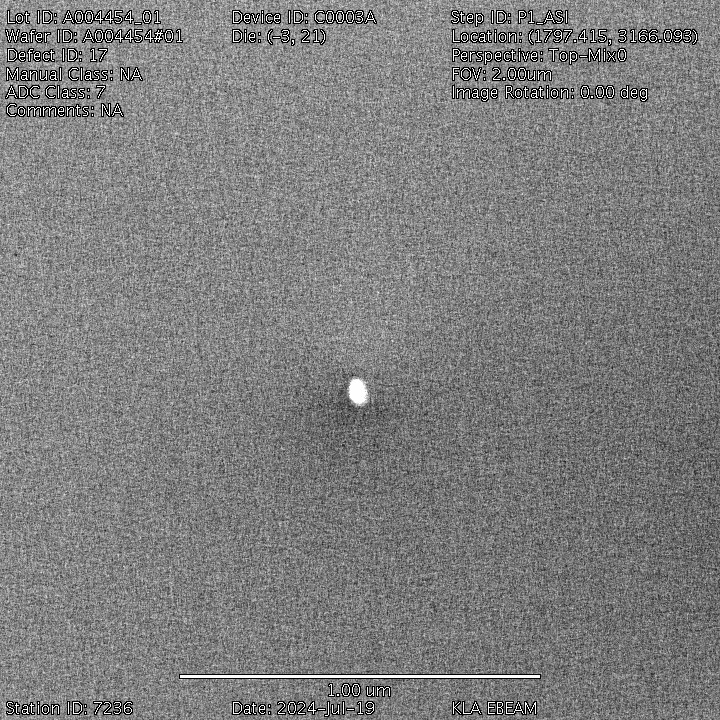 Lot ID: A004454_01 Device ID: C0003A Step ID: P1_ASI
Wafer ID: A004454#01 Die: (-3, 21) Location: (1797.415, 3166.093)
Defect ID: 17 Perspective: Top-Mix0
Manual Class: NA FOV: 2.00um
ADC Class: 7 Image Rotation: 0.00 deg
Comments: NA
1.00 um
Station ID: 7236 Date: 2024-Jul-19 KLA EBEAM